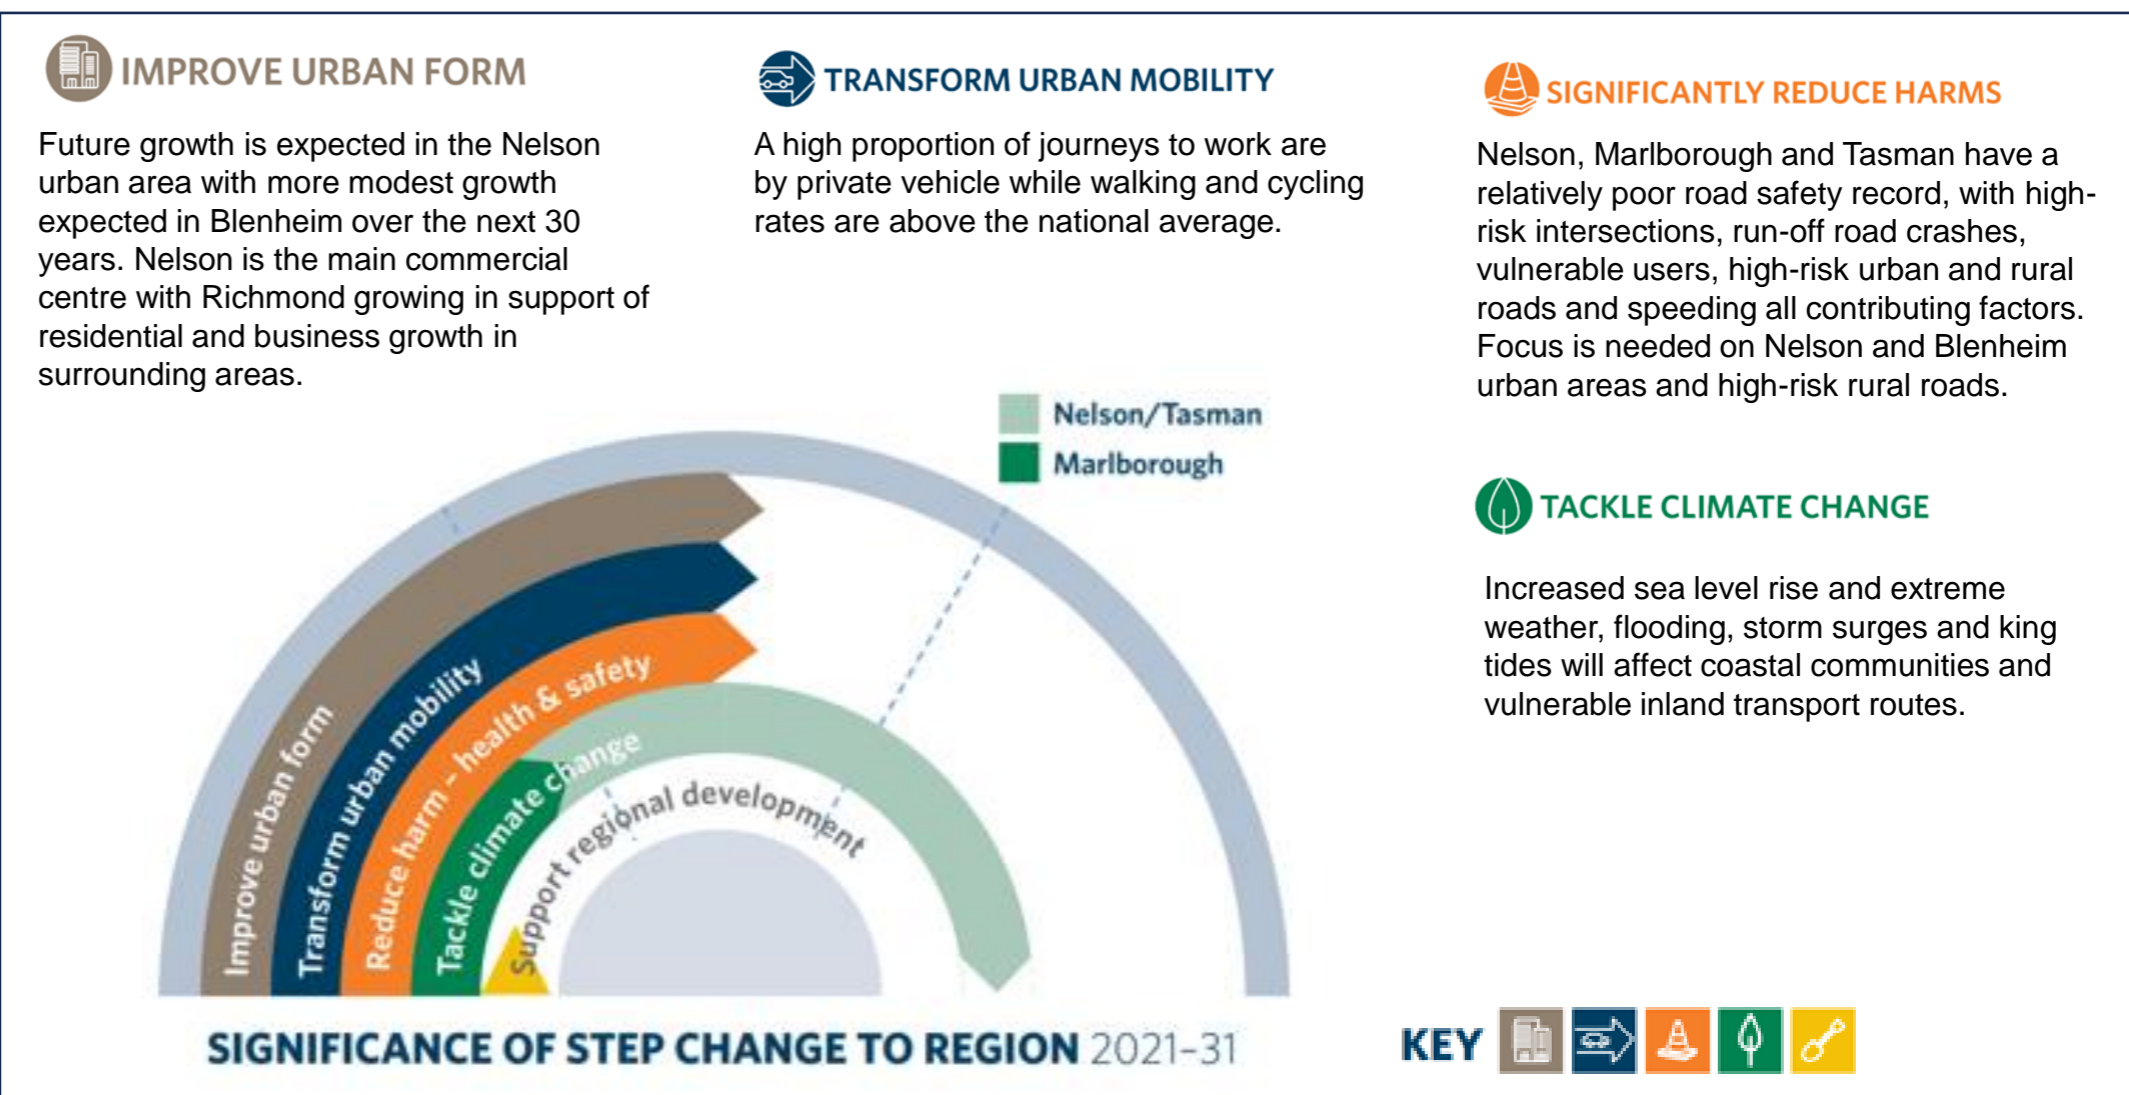 IMPROVE URBAN FORM
Future growth is expected in the Nelson
urban area with more modest growth
expected in Blenheim over the next 30
years. Nelson is the main commercial
centre with Richmond growing in support of
residential and business growth in
surrounding areas.
TRANSFORM URBAN MOBILITY
A high proportion of journeys to work are
by private vehicle while walking and cycling
rates are above the national average.
SIGNIFICANTLY REDUCE HARMS
Nelson, Marlborough and Tasman have a
relatively poor road safety record, with high-
risk intersections, run-off road crashes,
vulnerable users, high-risk urban and rural
roads and speeding all contributing factors.
Focus is needed on Nelson and Blenheim
urban areas and high-risk rural roads.
TACKLE CLIMATE CHANGE
Increased sea level rise and extreme
weather, flooding, storm surges and king
tides will affect coastal communities and
vulnerable inland transport routes.
Nelson/Tasman
Marlborough
Improve urban form
Transform urban mobility
Reduce harm – health & safety
Tackle climate change
Support regional development
SIGNIFICANCE OF STEP CHANGE TO REGION 2021–31
KEY